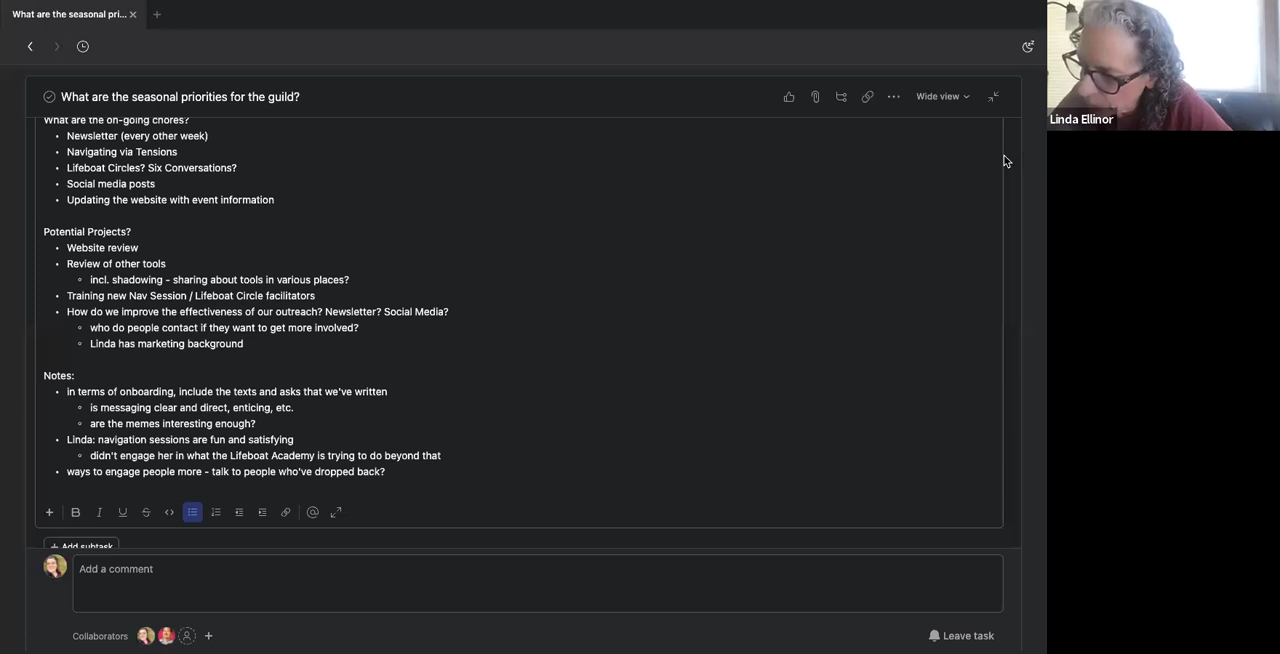 What are the seasonal pri...
What are the seasonal priorities for the guild?
Wide view
What are the on-going chores?
Newsletter (every other week)
Navigating via Tensions
Lifeboat Circles? Six Conversations?
Social media posts
Updating the website with event information
Potential Projects?
Website review
Review of other tools
incl. shadowing - sharing about tools in various places?
Training new Nav Session / Lifeboat Circle facilitators
How do we improve the effectiveness of our outreach? Newsletter? Social Media?
who do people contact if they want to get more involved?
Linda has marketing background
Notes:
in terms of onboarding, include the texts and asks that we've written
is messaging clear and direct, enticing, etc.
are the memes interesting enough?
Linda: navigation sessions are fun and satisfying
didn't engage her in what the Lifeboat Academy is trying to do beyond that
ways to engage people more - talk to people who've dropped back?
+ Add subtask
Add a comment
Collaborators
Leave task
Linda Ellinor